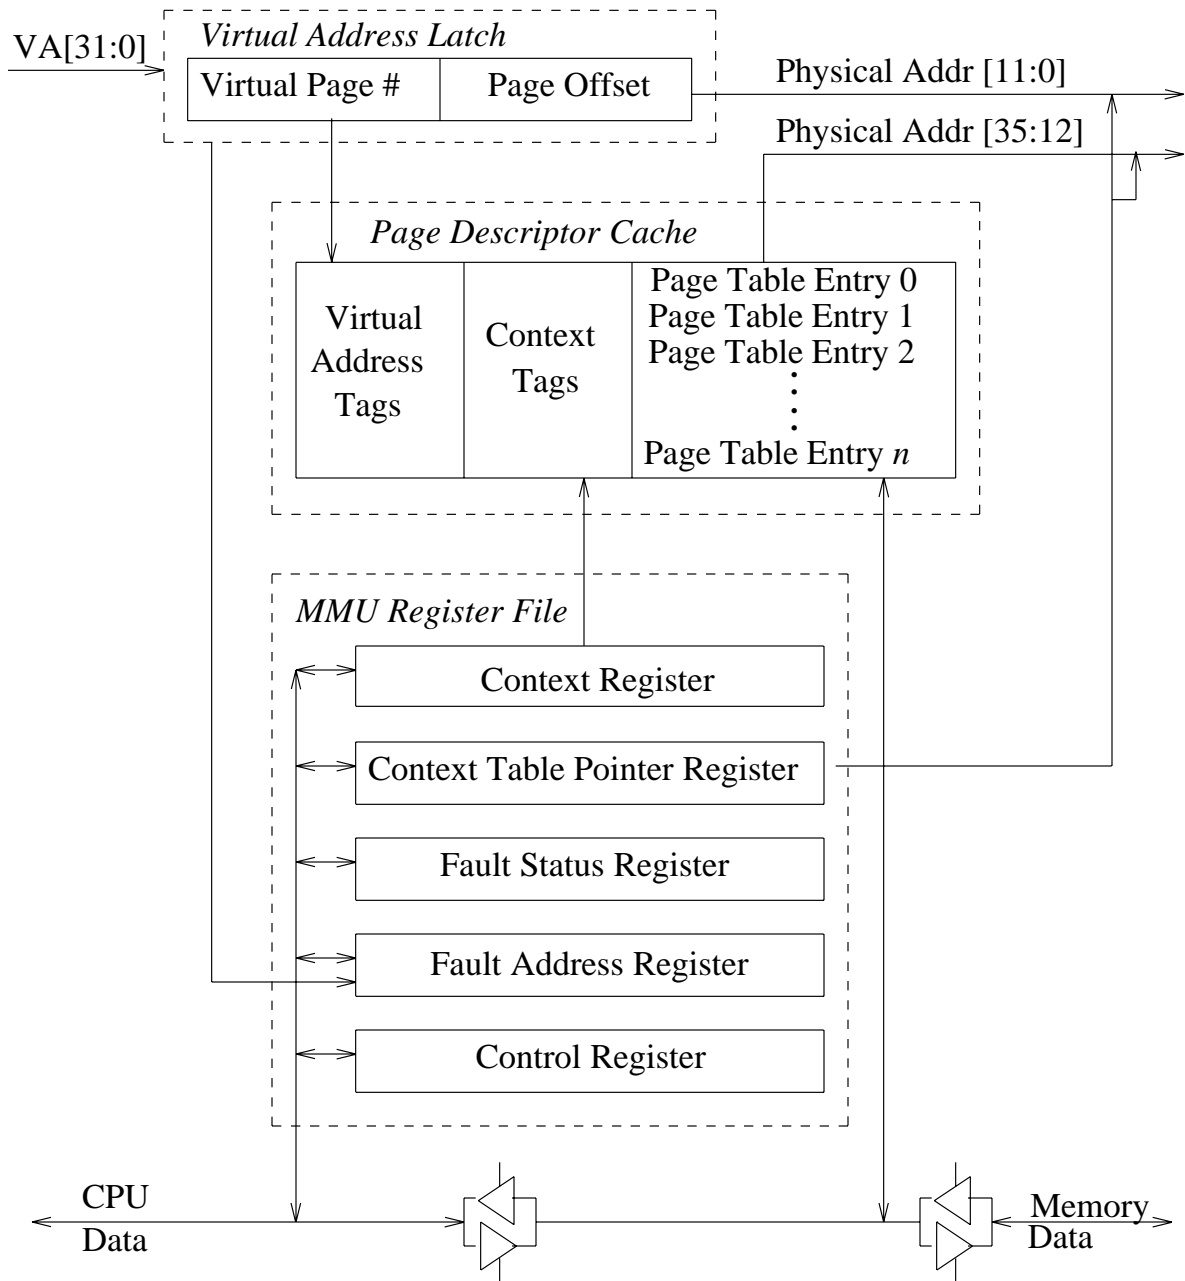 Virtual Address Latch
VA[31:0]
Virtual Page #
Page Offset
Physical Addr [11:0]
Physical Addr [35:12]
Page Descriptor Cache
Virtual
Address
Tags
Context
Tags
Page Table Entry 0
Page Table Entry 1
Page Table Entry 2
Page Table Entry n
MMU Register File
Context Register
Context Table Pointer Register
Fault Status Register
Fault Address Register
Control Register
CPU
Data
Memory
Data